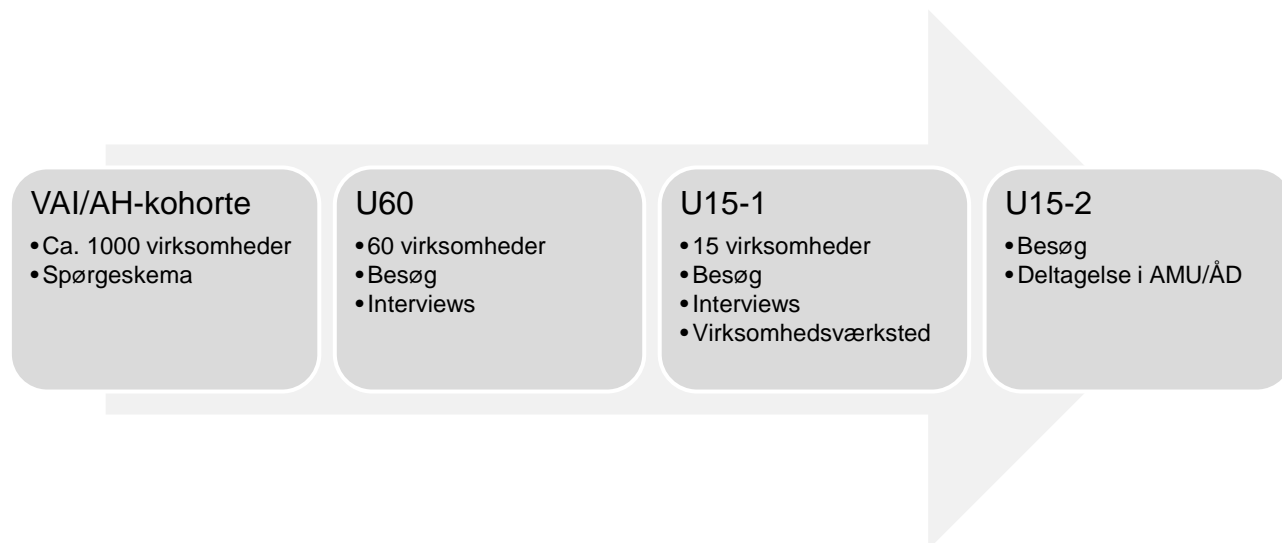 VAI/AH-kohorte
•Ca. 1000 virksomheder
•Spørgeskema
U60
•60 virksomheder
•Besøg
•Interviews
U15-1
•15 virksomheder
•Besøg
•Interviews
•Virksomhedsværksted
U15-2
•Besøg
•Deltagelse i AMU/ÅD